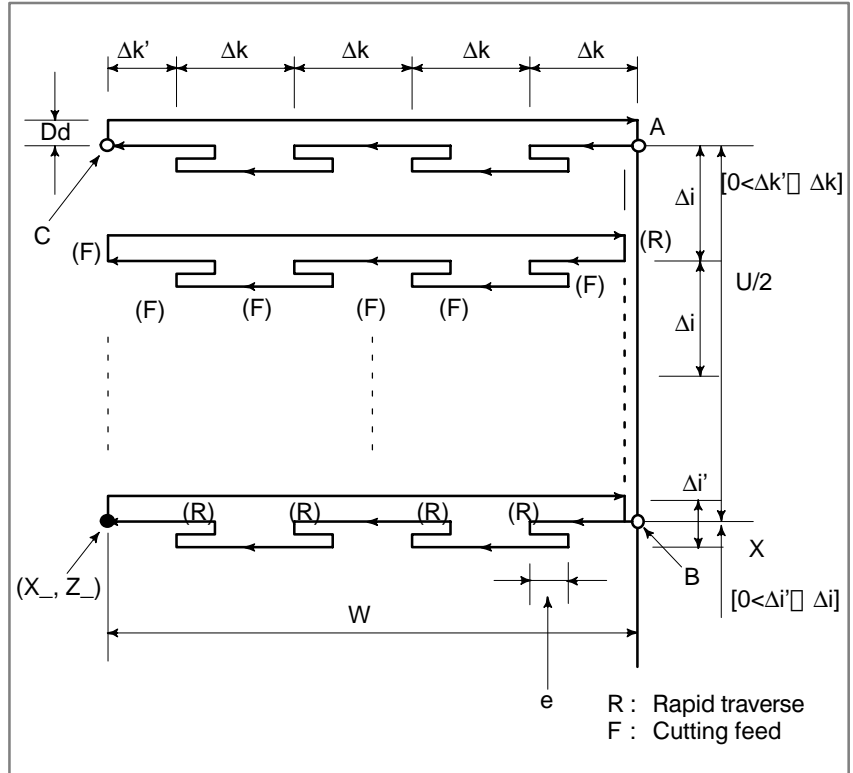 Δk’ Δk Δk Δk Δk
Dd
A
[0<Δk’▯ Δk]
Δi
C
(F)
(R)
U/2
(F)
(F) (F) (F) (F)
Δi
Δi’
(R) (R) (R) (R)
X
(X_, Z_)
B
[0<Δi’▯ Δi]
W
e
R : Rapid traverse
F : Cutting feed